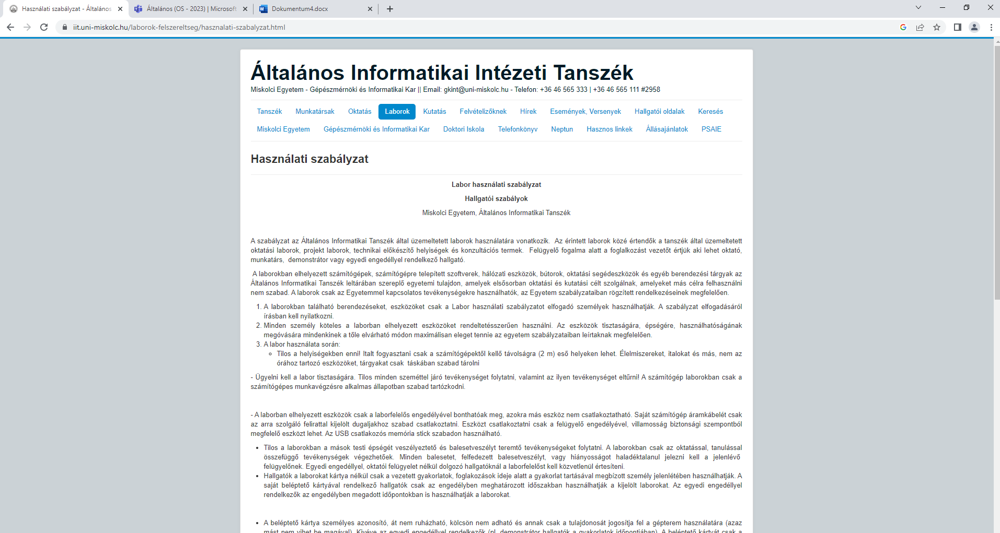 Használati szabályzat - Általános
Általános (OS - 2023) | Microsoft
Dokumentum4.docx
iit.uni-miskolc.hu/laborok-felszereltseg/hasznalati-szabalyzat.html
Általános Informatikai Intézeti Tanszék
Miskolci Egyetem - Gépészmérnöki és Informatikai Kar || Email: gkint@uni-miskolc.hu - Telefon: +36 46 565 333 | +36 46 565 111 #2958
Tanszék Munkatársak Oktatás Laborok Kutatás Felvételizőknek Hírek Események, Versenyek Hallgatói oldalak Keresés
Miskolci Egyetem Gépészmérnöki és Informatikai Kar Doktori Iskola Telefonkönyv Neptun Hasznos linkek Állásajánlatok PSAIE
Használati szabályzat
Labor használati szabályzat
Hallgatói szabályok
Miskolci Egyetem, Általános Informatikai Tanszék
A szabályzat az Általános Informatikai Tanszék által üzemeltetett laborok használatára vonatkozik. Az érintett laborok közé értendők a tanszék által üzemeltetett
oktatási laborok, projekt laborok, technikai előkészítő helyiségek és konzultációs termek. Felügyelő fogalma alatt a foglalkozást vezetőt értjük aki lehet oktató,
munkatárs, demonstrátor vagy egyedi engedéllyel rendelkező hallgató.
A laborokban elhelyezett számítógépek, számítógépre telepített szoftverek, hálózati eszközök, bútorok, oktatási segédeszközök és egyéb berendezési tárgyak az
Általános Informatikai Tanszék leltárában szereplő egyetemi tulajdon, amelyek elsősorban oktatási és kutatási célt szolgálnak, amelyeket más célra felhasználni
nem szabad. A laborok csak az Egyetemmel kapcsolatos tevékenységekre használhatók, az Egyetem szabályzataiban rögzített rendelkezéseinek megfelelően.
1. A laborokban található berendezéseket, eszközöket csak a Labor használati szabályzatot elfogadó személyek használhatják. A szabályzat elfogadásáról
írásban kell nyilatkozni.
2. Minden személy köteles a laborban elhelyezett eszközöket rendeltetésszerűen használni. Az eszközök tisztaságára, épségére, használhatóságának
megóvására mindenkinek a tőle elvárható módon maximálisan eleget tennie az egyetem szabályzataiban leírtaknak megfelelően.
3. A labor használata során:
◦ Tilos a helyiségekben enni! Italt fogyasztani csak a számítógépektől kellő távolságra (2 m) eső helyeken lehet. Élelmiszereket, italokat és más, nem az
órához tartozó eszközöket, tárgyakat csak táskában szabad tárolni
- Ügyelni kell a labor tisztaságára. Tilos minden szeméttel járó tevékenységet folytatni, valamint az ilyen tevékenységet eltűrni! A számítógép laborokban csak a
számítógépes munkavégzésre alkalmas állapotban szabad tartózkodni.
- A laborban elhelyezett eszközök csak a laborfelelős engedélyével bonthatóak meg, azokra más eszköz nem csatlakoztatható. Saját számítógép áramkábelét csak
az arra szolgáló felirattal kijelölt dugaljakhoz szabad csatlakoztatni. Eszközt csatlakoztatni csak a felügyelő engedélyével, villamosság biztonsági szempontból
megfelelő eszközt lehet. Az USB csatlakozós memória stick szabadon használható.
• Tilos a laborokban a mások testi épségét veszélyeztető és balesetveszélyt teremtő tevékenységeket folytatni. A laborokban csak az oktatással, tanulással
összefüggő tevékenységek végezhetőek. Minden balesetet, felfedezett balesetveszélyt, vagy hiányosságot haladéktalanul jelezni kell a jelenlévő
felügyelőnek. Egyedi engedéllyel, oktatói felügyelet nélkül dolgozó hallgatóknál a laborfelelőst kell közvetlenül értesíteni.
• Hallgatók a laborokat kártya nélkül csak a vezetett gyakorlatok, foglakozások ideje alatt a gyakorlat tartásával megbízott személy jelenlétében használhatják. A
saját beléptető kártyával rendelkező hallgatók csak az engedélyben meghatározott időszakban használhatják a kijelölt laborokat. Az egyedi engedéllyel
rendelkezők az engedélyben megadott időpontokban is használhatják a laborokat.
• A beléptető kártya személyes azonosító, át nem ruházható, kölcsön nem adható és annak csak a tulajdonosát jogosítja fel a gépterem használatára (azaz
mást nem vihet be magával). Kivéve az egyedi engedéllyel rendelkezők (pl. demonstrátor hallgatók a gyakorlatok időpontjában). A beléptető kártyát csak a